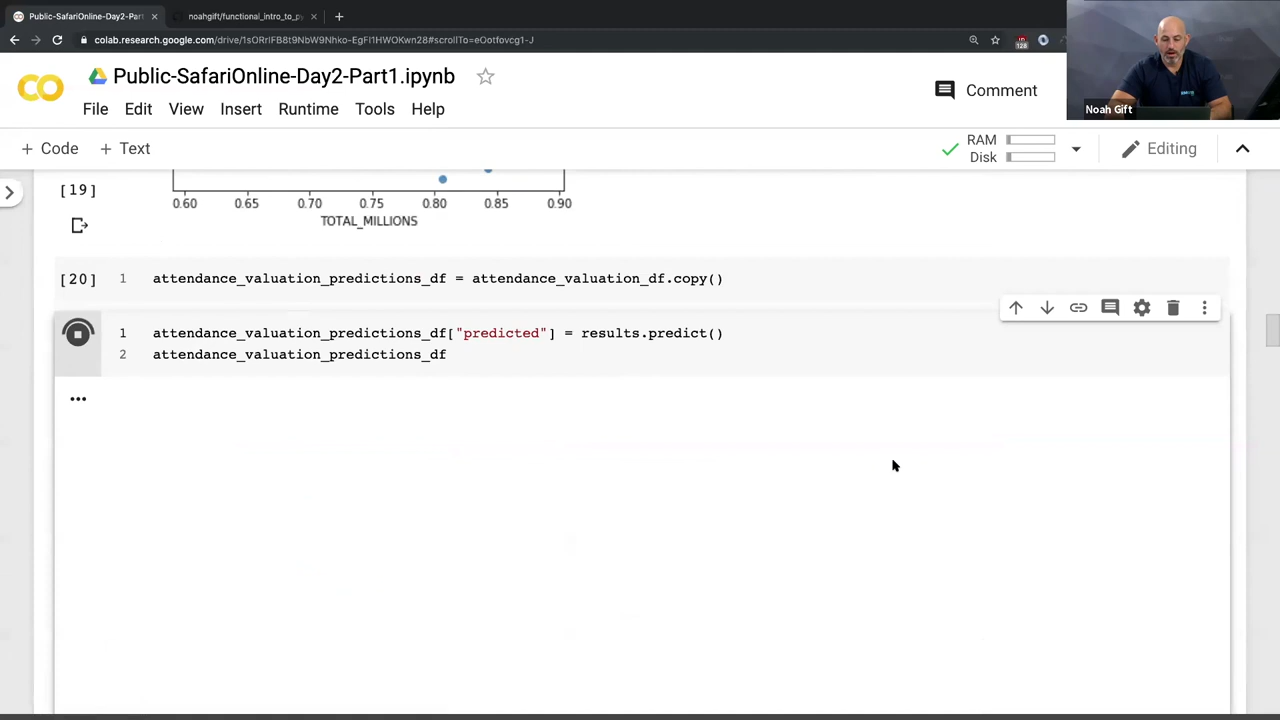 Public-SafariOnline-Day2-Part
noahgift/functional_intro_to_py
colab.research.google.com/drive/1sORrIFB8t9NbW9Nhko-EgFI1HWOKwn28#scrollTo=eOotfovcg1-J
128
Public-SafariOnline-Day2-Part1.ipynb
Comment
File Edit View Insert Runtime Tools Help
Noah Gift
+ Code + Text
RAM
Disk
Editing
[19]
0.60 0.65 0.70 0.75 0.80 0.85 0.90
TOTAL_MILLIONS
[20] 1 attendance_valuation_predictions_df = attendance_valuation_df.copy()
1 attendance_valuation_predictions_df["predicted"] = results.predict()
2 attendance_valuation_predictions_df